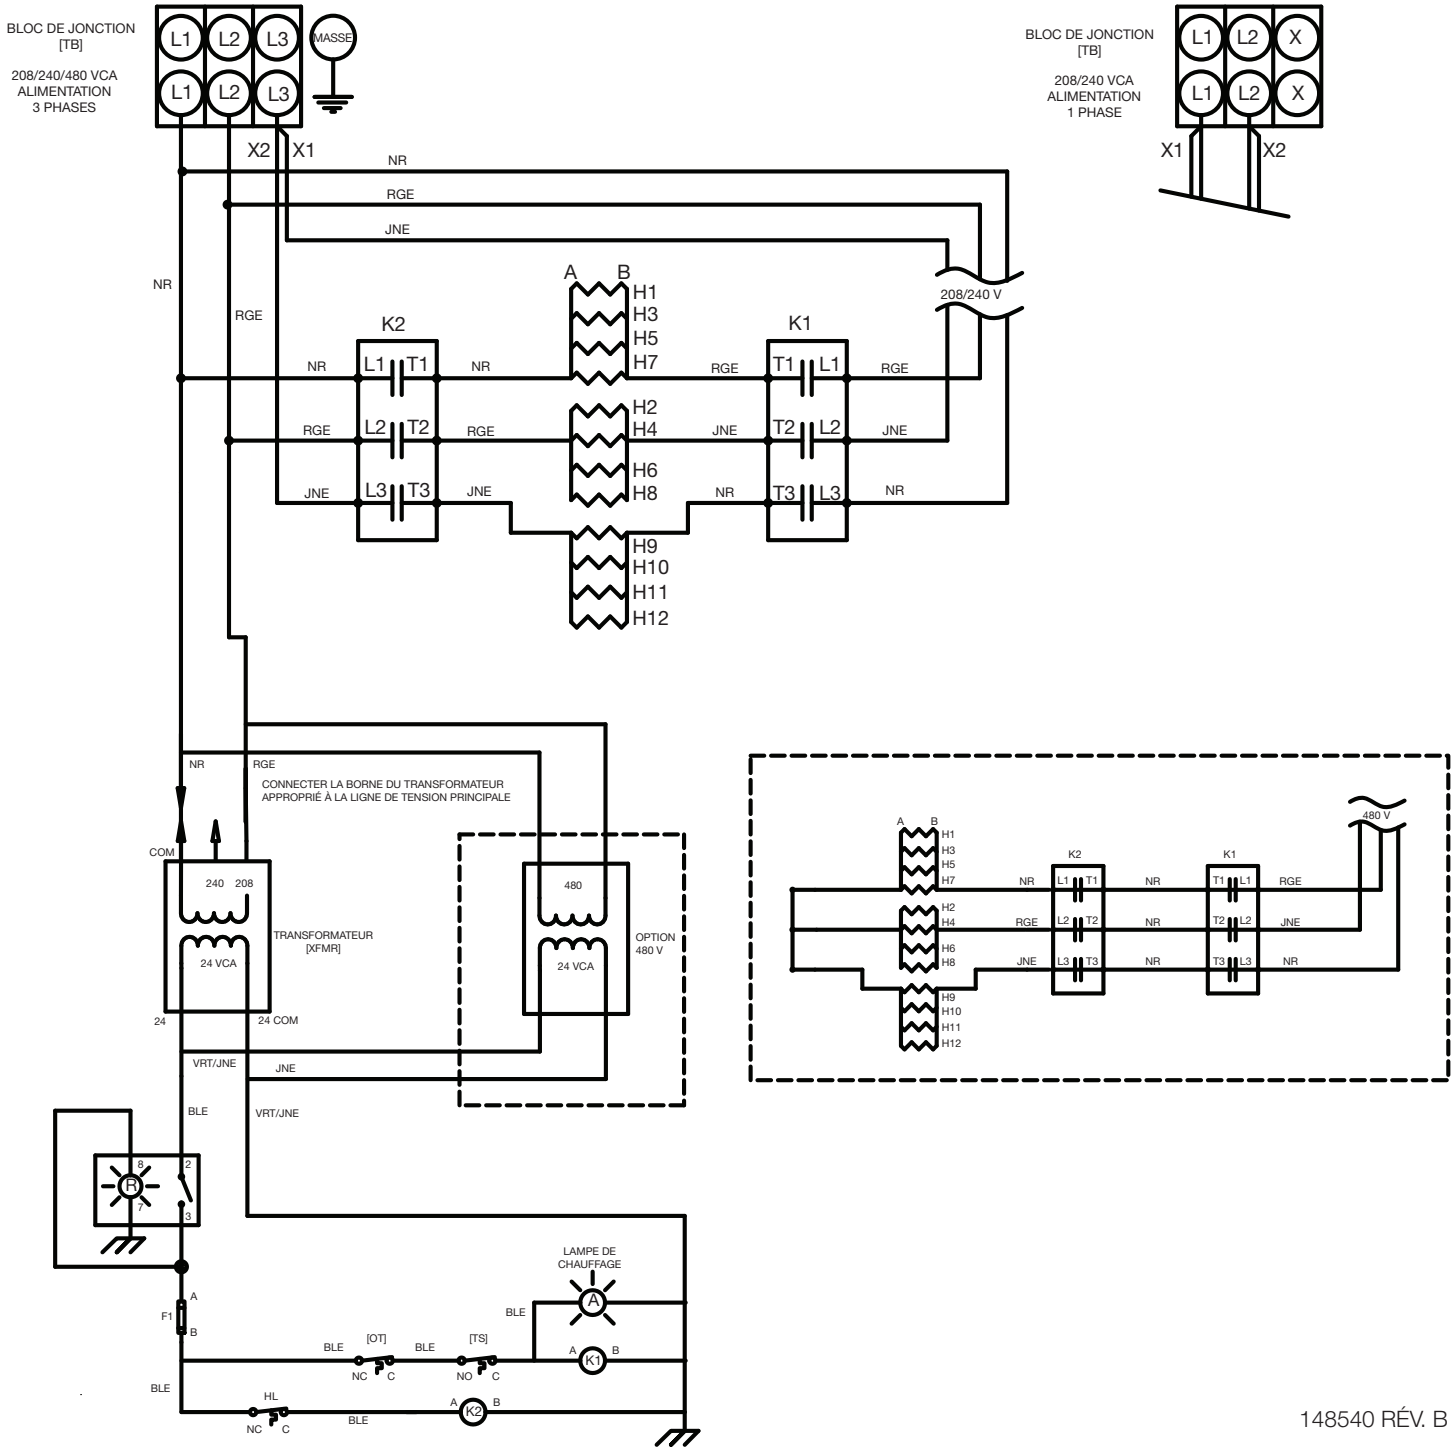 BLOC DE JONCTION
[TB]
208/240/480 VCA
ALIMENTATION
3 PHASES
L1 L2 L3 MASSE
L1 L2 L3
X2 X1
BLOC DE JONCTION
[TB]
208/240 VCA
ALIMENTATION
1 PHASE
L1 L2 X
L1 L2 X
X1 X2
NR
RGE
JNE
NR
RGE
208/240 V
A B
H1
H3
H5
H7
H2
H4
H6
H8
H9
H10
H11
H12
K2
K1
NR L1 T1 NR RGE T1 L1 RGE
RGE L2 T2 RGE JNE T2 L2 JNE
JNE L3 T3 JNE NR T3 L3 NR
NR RGE
CONNECTER LA BORNE DU TRANSFORMATEUR
APPROPRIÉ À LA LIGNE DE TENSION PRINCIPALE
COM
240 208
TRANSFORMATEUR
[XFMR]
24 VCA
24 24 COM
480
24 VCA
OPTION
480 V
VRT/JNE
JNE
BLE VRT/JNE
8 2
R
7 3
A
F1
B
LAMPE DE
CHAUFFAGE
A
BLE
BLE [OT] BLE [TS]
NC C NO C
A K1 B
BLE
HL
NC C
BLE
A K2 B
480 V
A B
H1
H3
H5
H7
H2
H4
H6
H8
H9
H10
H11
H12
K2 K1
NR L1 T1 NR T1 L1 RGE
RGE L2 T2 NR T2 L2 JNE
JNE L3 T3 NR T3 L3 NR
148540 RÉV. B